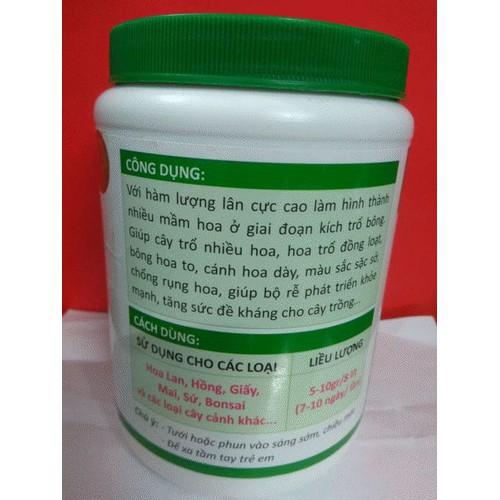 CÔNG DỤNG:
Với hàm lượng lân cực cao làm hình thành
nhiều mầm hoa ở giai đoạn kích trổ bông.
Giúp cây trổ nhiều hoa, hoa trổ đồng loạt,
bông hoa to, cánh hoa dày, màu sắc sặc sở,
chống rụng hoa, giúp bộ rễ phát triển khỏe
mạnh, tăng sức đề kháng cho cây trồng...
CÁCH DÙNG:
SỬ DỤNG CHO CÁC LOẠI
LIỀU LƯỢNG
Hoa Lan, Hồng, Giấy,
Mai, Sứ, Bonsai
và các loại cây cảnh khác...
5-10gr/8 lít
(7-10 ngày/ lần)
Chú ý: - Tưới hoặc phun vào sáng sớm, chiều mát
- Để xa tầm tay trẻ em